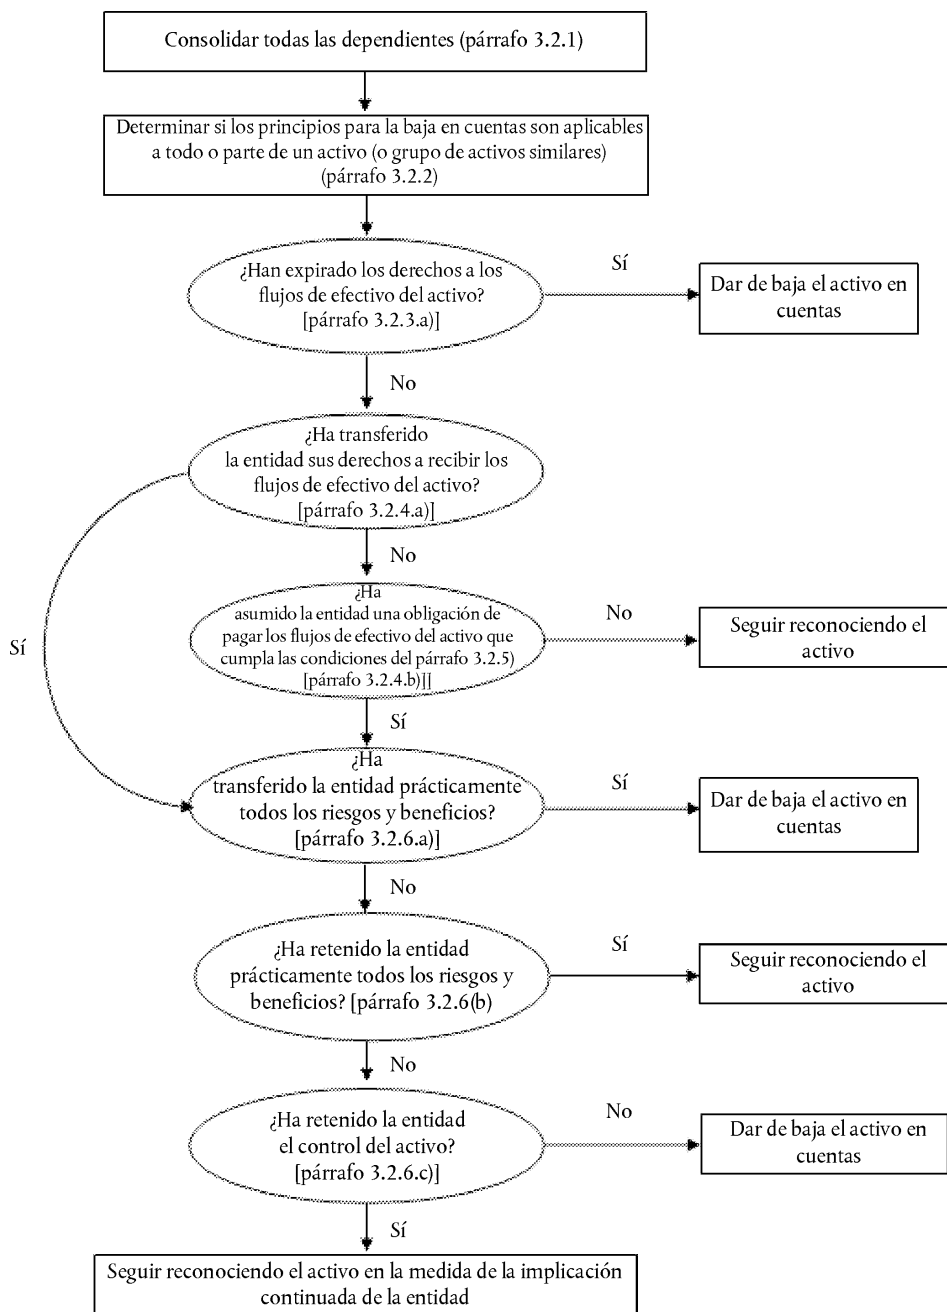 Consolidar todas las dependientes (párrafo 3.2.1)
Determinar si los principios para la baja en cuentas son aplicables
a todo o parte de un activo (o grupo de activos similares)
(párrafo 3.2.2)
¿Han expirado los derechos a los
flujos de efectivo del activo?
[párrafo 3.2.3.a)]
Sí
Dar de baja el activo en
cuentas
No
¿Ha transferido
la entidad sus derechos a recibir los
flujos de efectivo del activo?
[párrafo 3.2.4.a)]
Sí
No
¿Ha
asumido la entidad una obligación de
pagar los flujos de efectivo del activo que
cumpla las condiciones del párrafo 3.2.5)
[párrafo 3.2.4.b)]]
No
Seguir reconociendo el
activo
Sí
¿Ha
transferido la entidad prácticamente
todos los riesgos y beneficios?
[párrafo 3.2.6.a)]
Sí
Dar de baja el activo en
cuentas
No
¿Ha retenido la entidad
prácticamente todos los riesgos y
beneficios? [párrafo 3.2.6(b)
Sí
Seguir reconociendo el
activo
No
¿Ha retenido la entidad
el control del activo?
[párrafo 3.2.6.c)]
No
Dar de baja el activo en
cuentas
Sí
Seguir reconociendo el activo en la medida de la implicación
continuada de la entidad